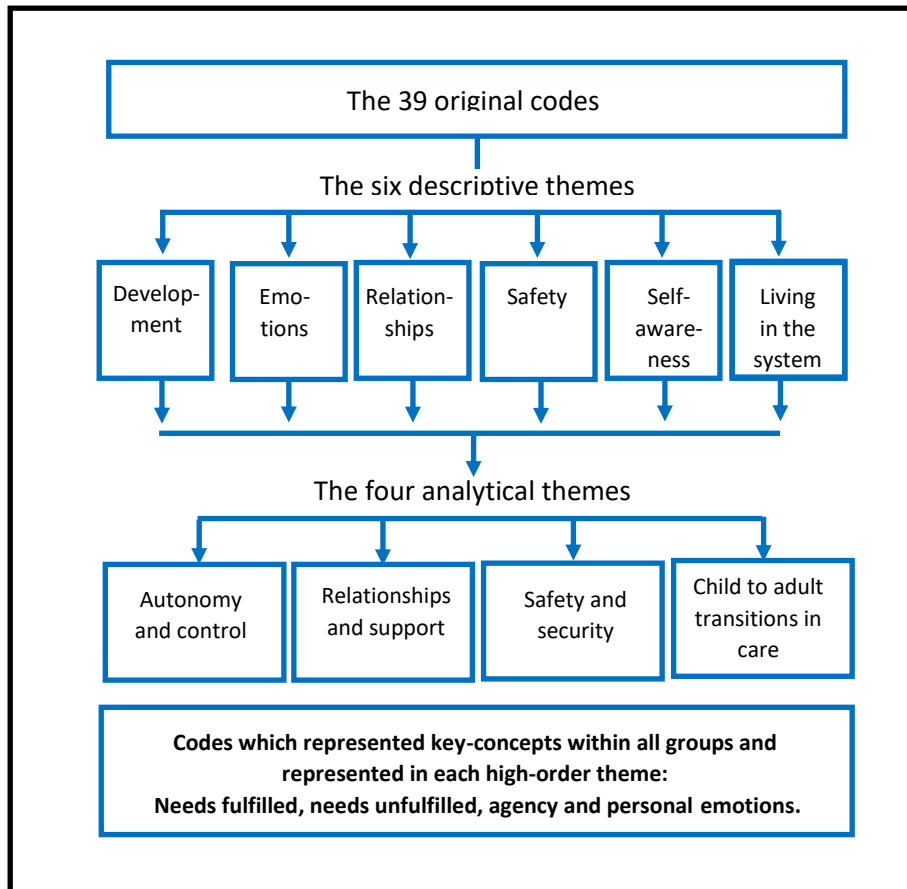 The 39 original codes
The six descriptive themes
Develop-
ment
Emo-
tions
Relation-
ships
Safety
Self-
aware-
ness
Living
in the
system
The four analytical themes
Autonomy
and control
Relationships
and support
Safety and
security
Child to adult
transitions in
care
Codes which represented key-concepts within all groups and
represented in each high-order theme:
Needs fulfilled, needs unfulfilled, agency and personal emotions.